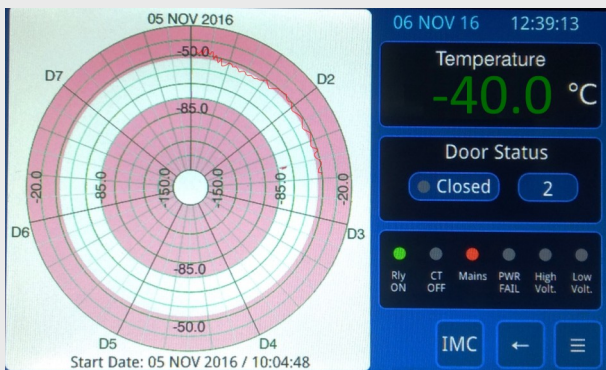 05 NOV 2016
-50.0
D7
D2
-85.0
-20.0
-85.0
-150.0
-150.0
-85.0
-20.0
D6
D3
-85.0
-50.0
D5
D4
Start Date: 05 NOV 2016 / 10:04:48
06 NOV 16 12:39:13
Temperature
-40.0 °C
Door Status
Closed 2
Rly ON
CT OFF
Mains
PWR FAIL
High Volt.
Low Volt.
IMC